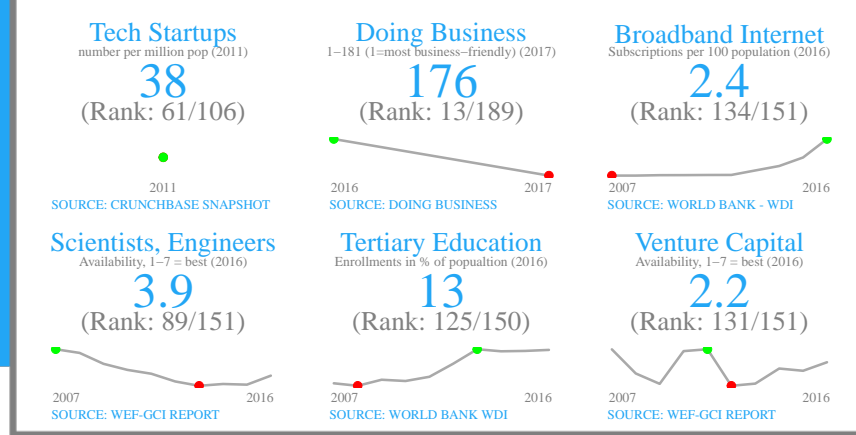 Tech Startups
number per million pop (2011)
38
(Rank: 61/106)
2011
SOURCE: CRUNCHBASE SNAPSHOT
Doing Business
1−181 (1=most business−friendly) (2017)
176
(Rank: 13/189)
2016 2017
SOURCE: DOING BUSINESS
Broadband Internet
Subscriptions per 100 population (2016)
2.4
(Rank: 134/151)
2007 2016
SOURCE: WORLD BANK - WDI
Scientists, Engineers
Availability, 1−7 = best (2016)
3.9
(Rank: 89/151)
2007 2016
SOURCE: WEF-GCI REPORT
Tertiary Education
Enrollments in % of popualtion (2016)
13
(Rank: 125/150)
2007 2016
SOURCE: WORLD BANK WDI
Venture Capital
Availability, 1−7 = best (2016)
2.2
(Rank: 131/151)
2007 2016
SOURCE: WEF-GCI REPORT